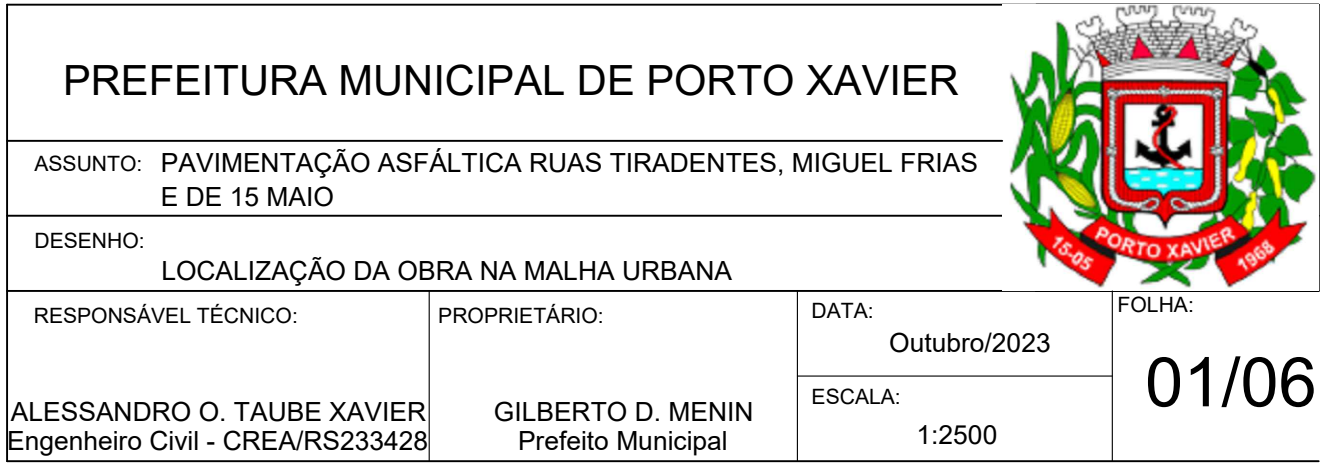 PREFEITURA MUNICIPAL DE PORTO XAVIER
ASSUNTO: PAVIMENTAÇÃO ASFÁLTICA RUAS TIRADENTES, MIGUEL FRIAS
E DE 15 MAIO
DESENHO:
LOCALIZAÇÃO DA OBRA NA MALHA URBANA
PORTO XAVIER
15-05
1968
RESPONSÁVEL TÉCNICO:
ALESSANDRO O. TAUBE XAVIER
Engenheiro Civil - CREA/RS233428
PROPRIETÁRIO:
GILBERTO D. MENIN
Prefeito Municipal
DATA:
Outubro/2023
ESCALA:
1:2500
FOLHA:
01/06